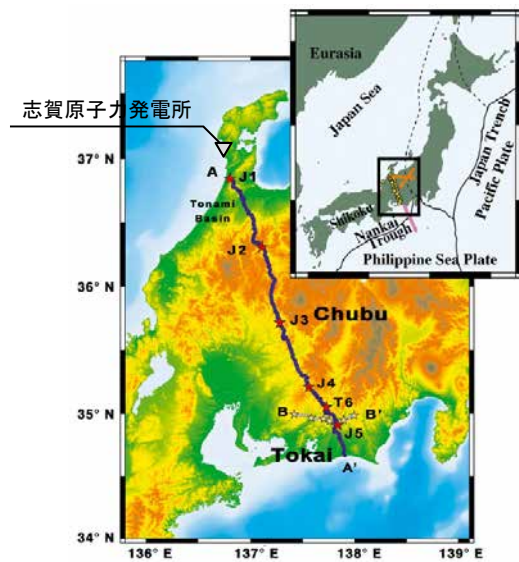 Eurasia
Japan Sea
Japan Trench
Pacific Plate
Shikoku
Nankai
Trough
Philippine Sea Plate
志賀原子力発電所
37° N
A
J1
Tonami
Basin
J2
36° N
Chubu
J3
J4
T6
B
B'
35° N
J5
Tokai
A'
34° N
136° E
137° E
138° E
139° E